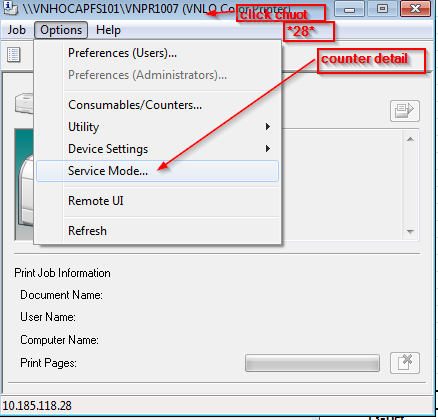 \\VNHOCAPFS101\VNPR1007 (VNLO Color Printer)
click chuot
*28*
Job Options Help
Preferences (Users)...
counter detail
Preferences (Administrators)...
Consumables/Counters...
Utility
Device Settings
Service Mode...
Remote UI
Refresh
Print Job Information
Document Name:
User Name:
Computer Name:
Print Pages:
10.185.118.28